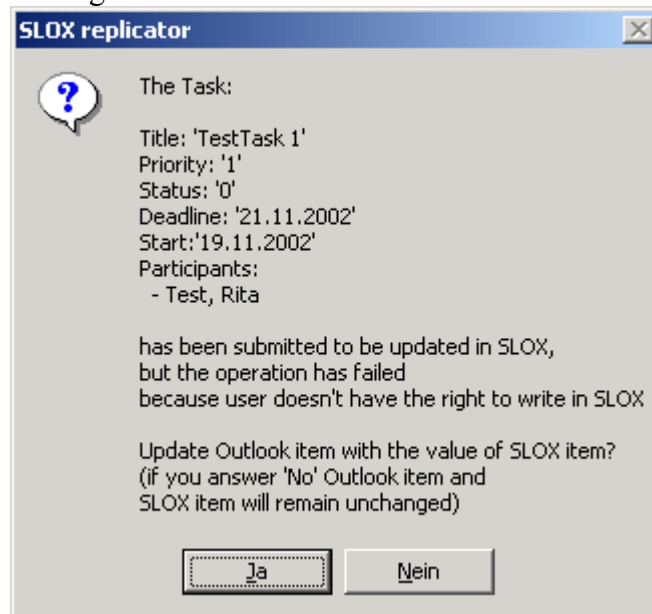 SLOX replicator
The Task:
Title: 'TestTask 1'
Priority: '1'
Status: '0'
Deadline: '21.11.2002'
Start:'19.11.2002'
Participants:
- Test, Rita
has been submitted to be updated in SLOX,
but the operation has failed
because user doesn't have the right to write in SLOX
Update Outlook item with the value of SLOX item?
(if you answer 'No' Outlook item and
SLOX item will remain unchanged)
Ja
Nein